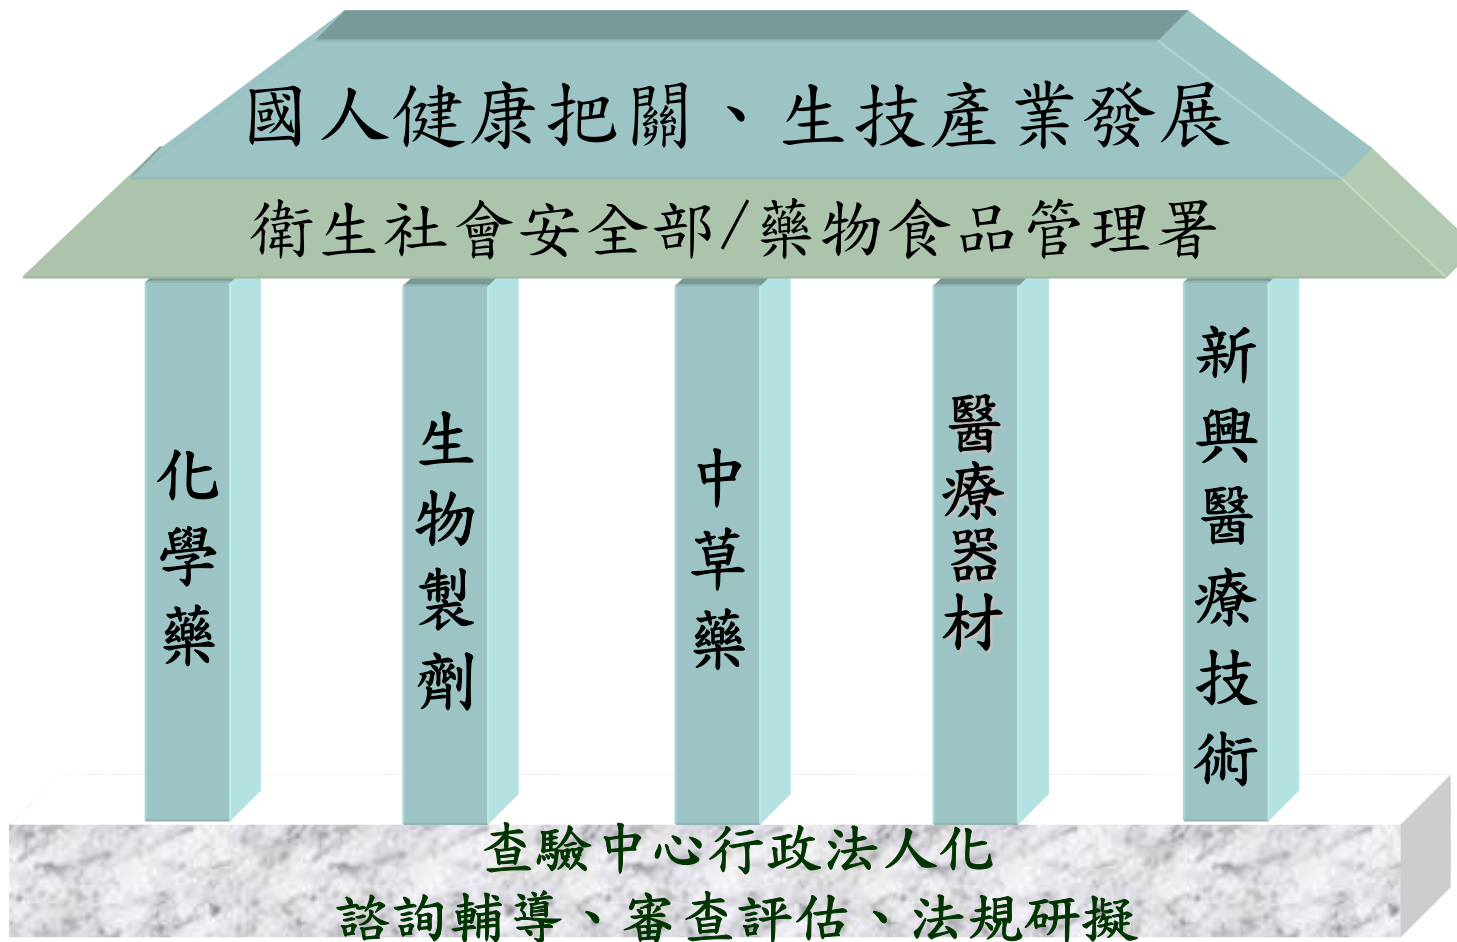 國人健康把關、生技產業發展
衛生社會安全部/藥物食品管理署
化學藥
生物製劑
中草藥
醫療器材
新興醫療技術
查驗中心行政法人化
諮詢輔導、審查評估、法規研擬